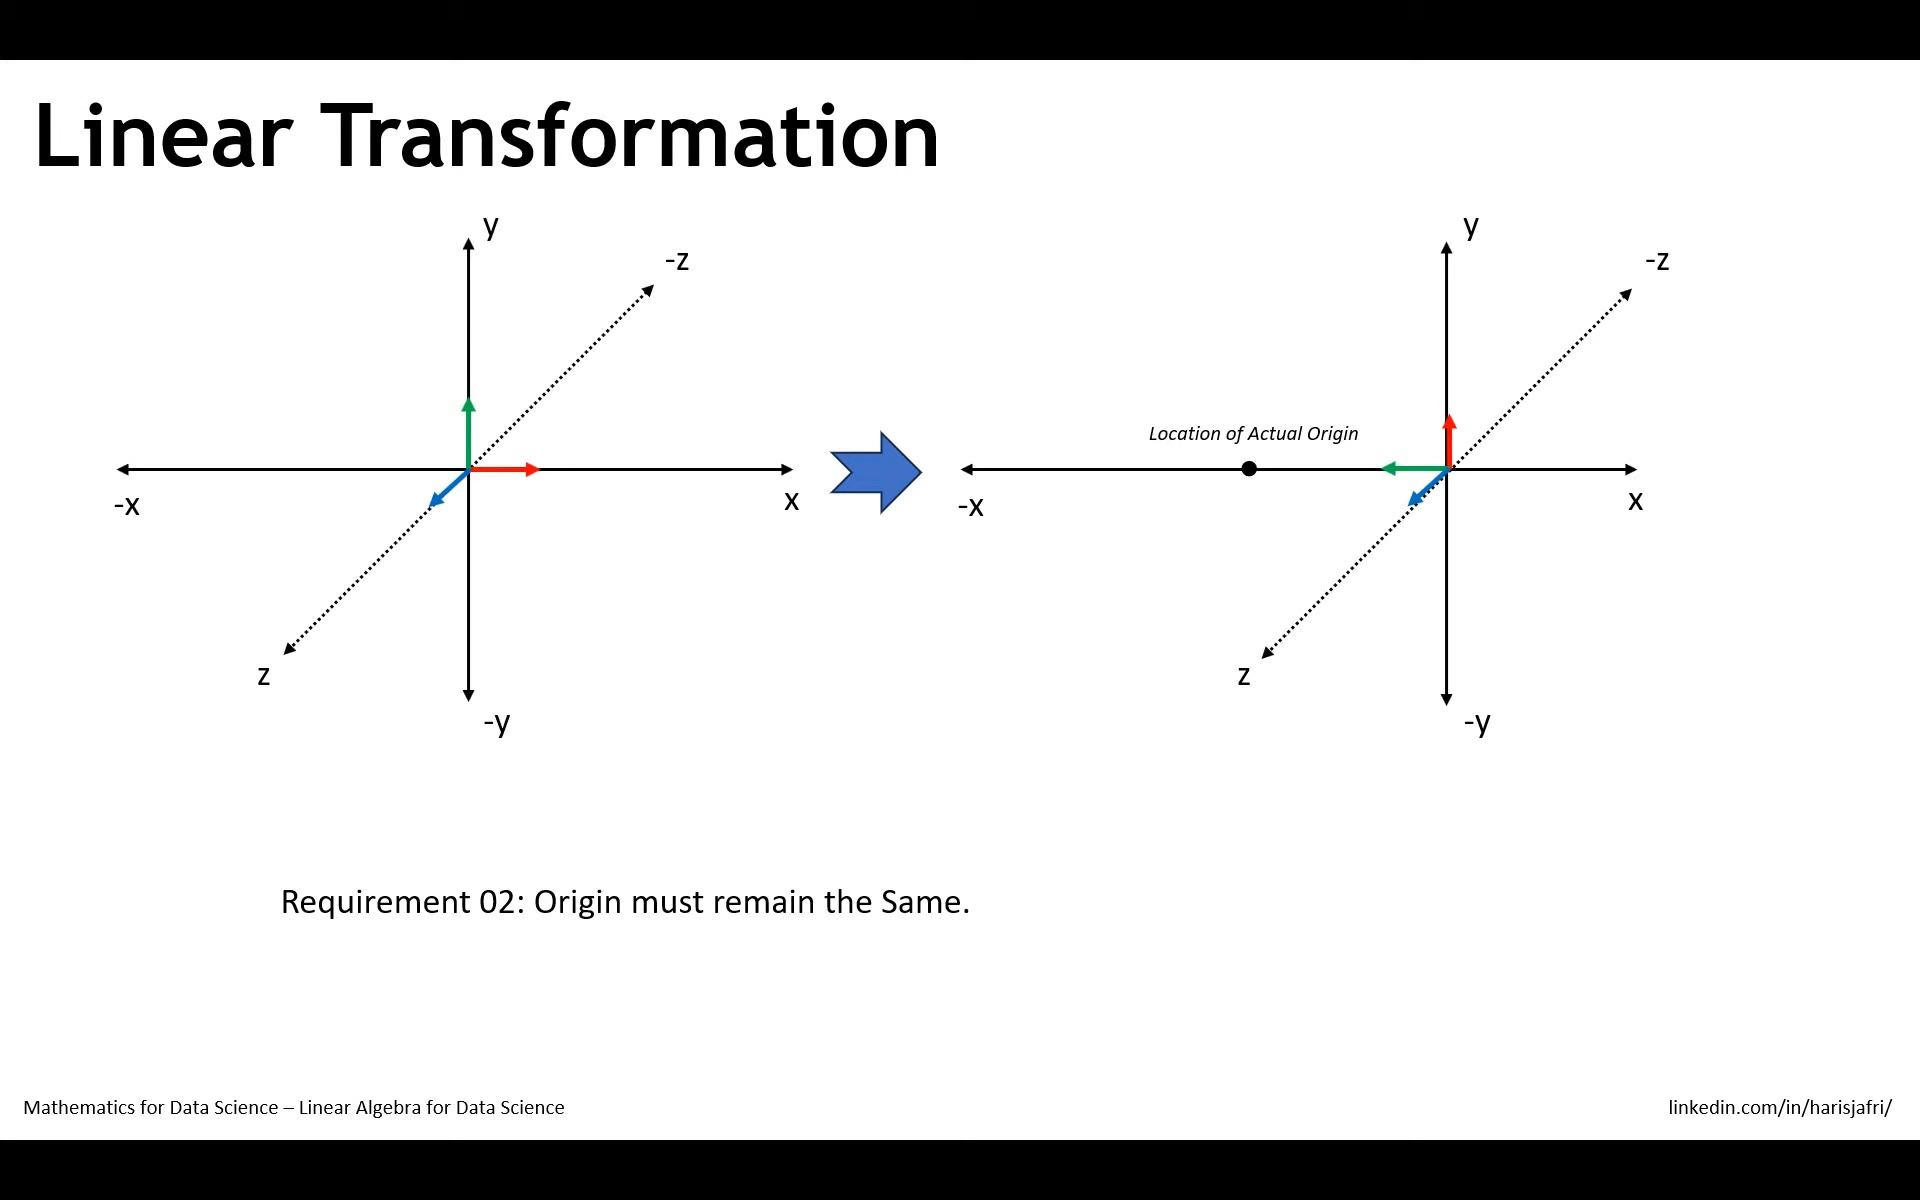 Linear Transformation
y
-z
-x
x
z
-y
y
-z
Location of Actual Origin
-x
x
z
-y
Requirement 02: Origin must remain the Same.
Mathematics for Data Science – Linear Algebra for Data Science
linkedin.com/in/harisjafri/